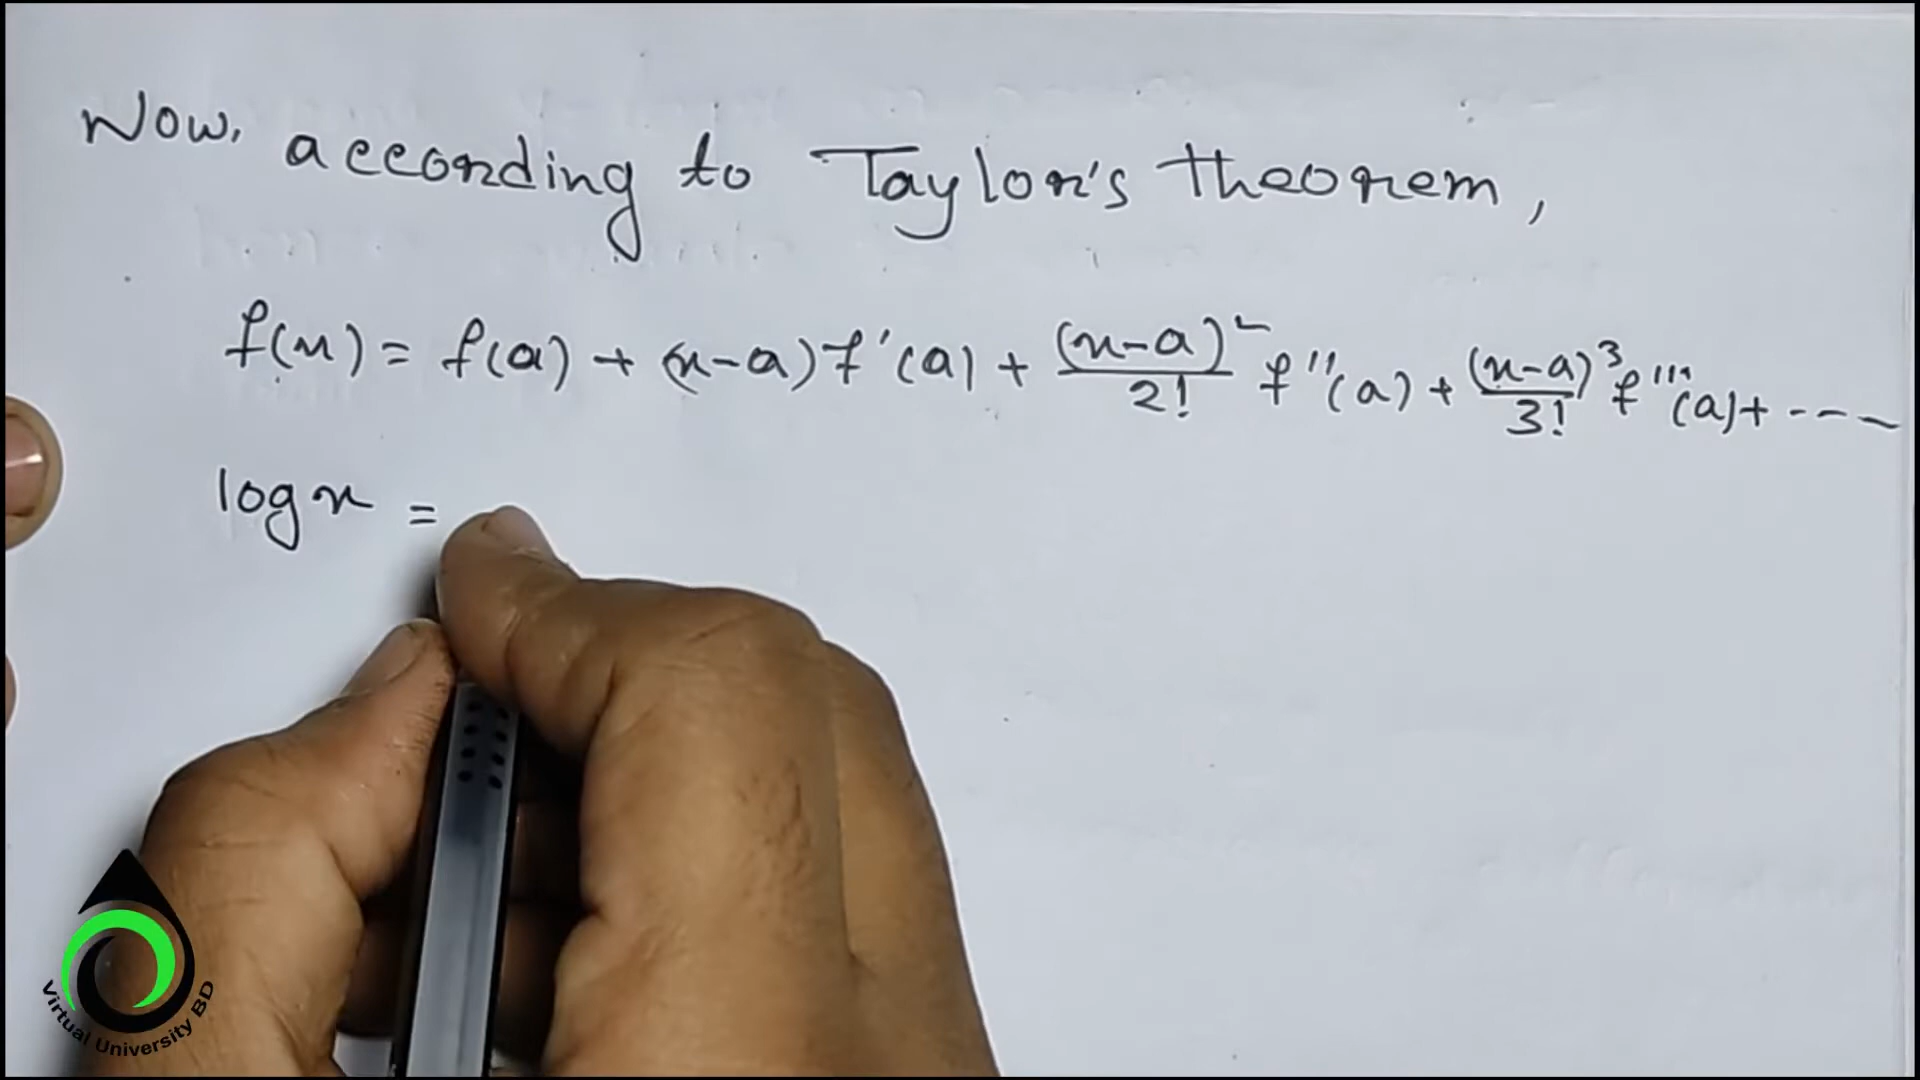 Now, according to Taylor's theorem,
f(x) = f(a) + (x-a) f'(a) + (x-a)²/2! f''(a) + (x-a)³/3! f'''(a) + ----
log x =
Virtual University BD